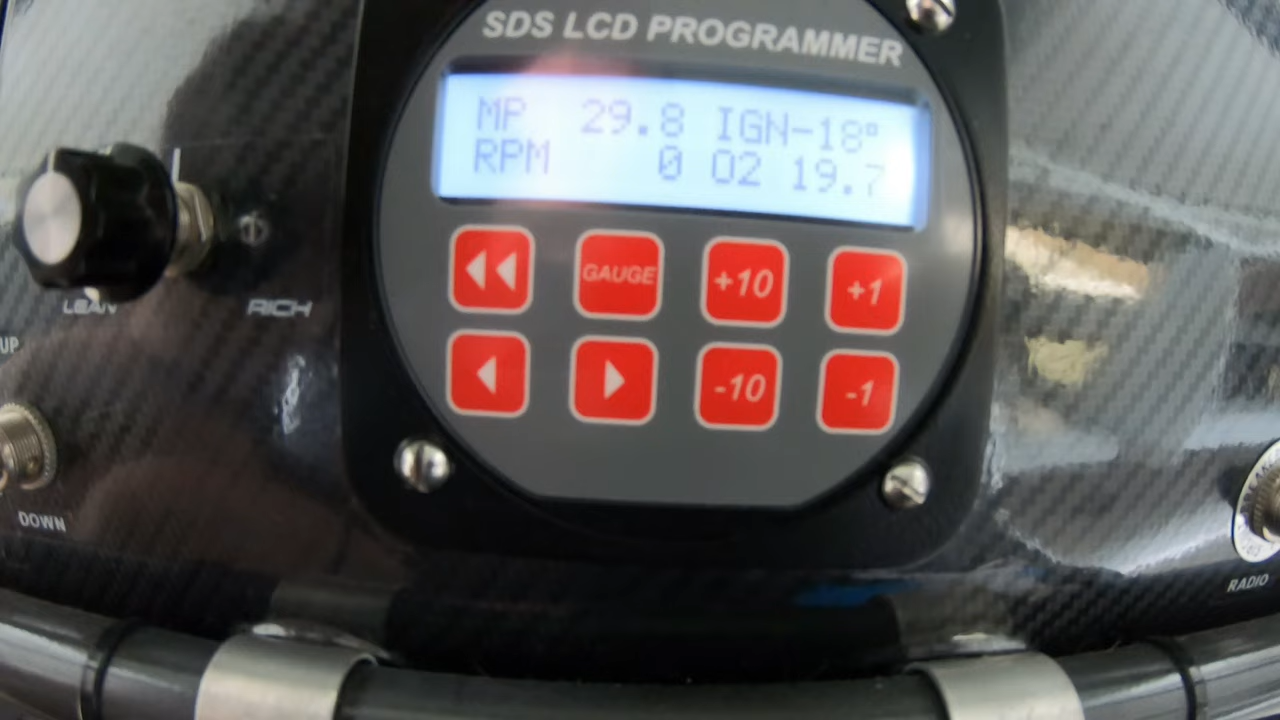 SDS LCD PROGRAMMER
MP 29.8 IGN-18°
RPM 0 O2 19.7
GAUGE +10 +1
-10 -1
LEAN RICH
UP
DOWN
RADIO